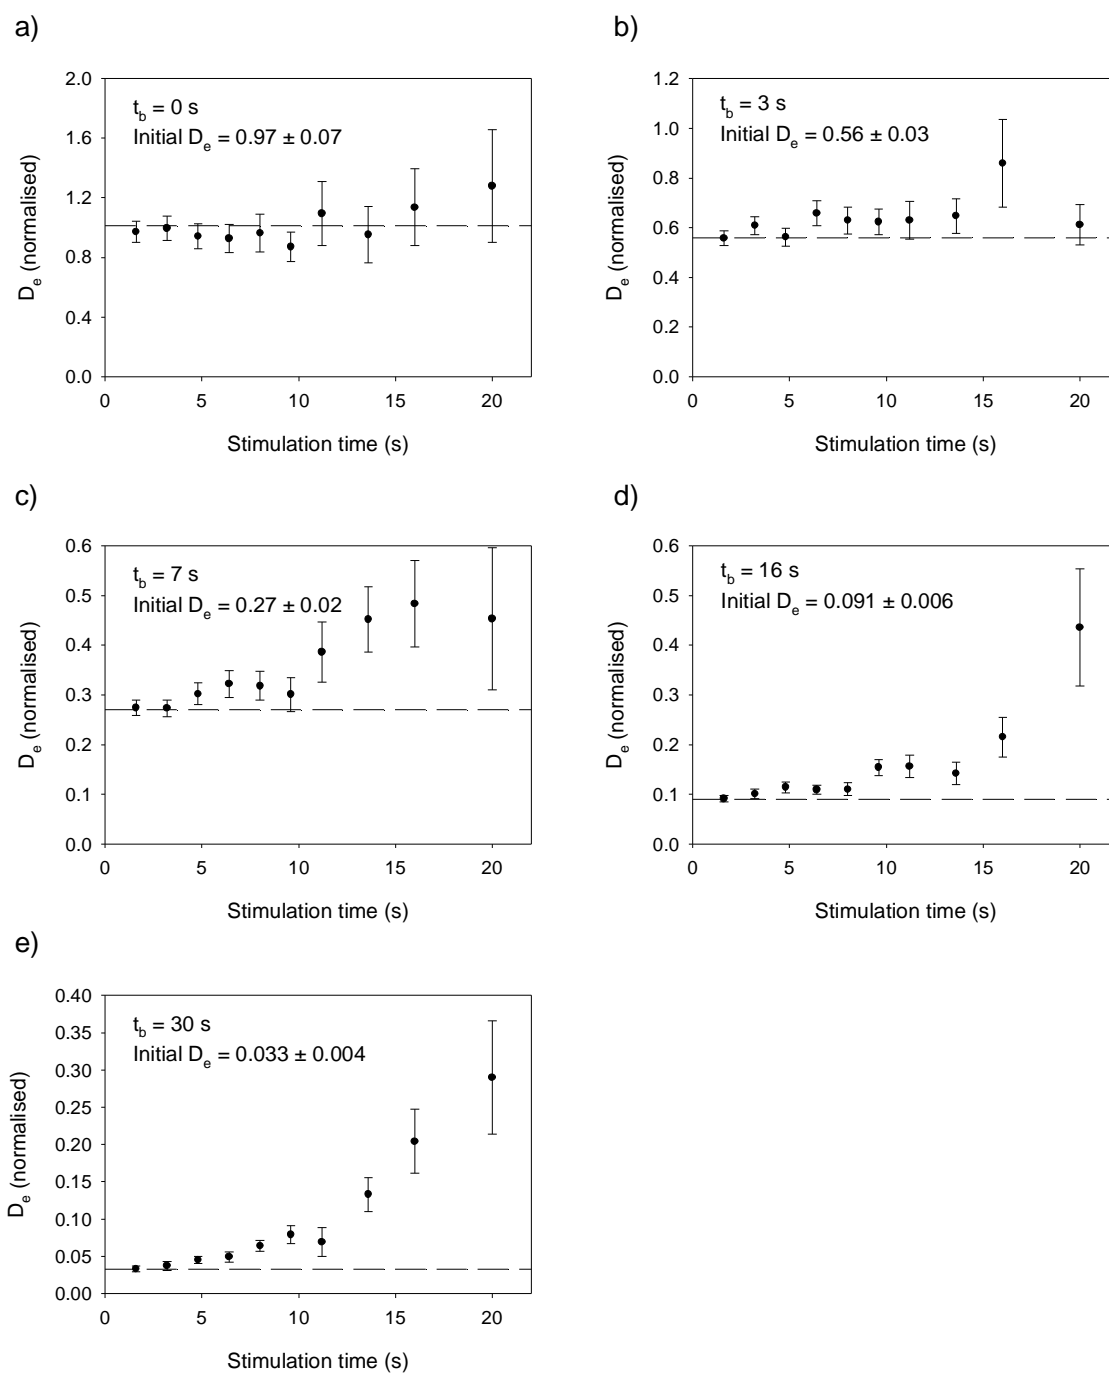 a)
t_b = 0 s
Initial D_e = 0.97 ± 0.07
D_e (normalised)
2.0
1.6
1.2
0.8
0.4
0.0
0 5 10 15 20
Stimulation time (s)
b)
t_b = 3 s
Initial D_e = 0.56 ± 0.03
D_e (normalised)
1.2
1.0
0.8
0.6
0.4
0.2
0.0
0 5 10 15 20
Stimulation time (s)
c)
t_b = 7 s
Initial D_e = 0.27 ± 0.02
D_e (normalised)
0.6
0.5
0.4
0.3
0.2
0.1
0.0
0 5 10 15 20
Stimulation time (s)
d)
t_b = 16 s
Initial D_e = 0.091 ± 0.006
D_e (normalised)
0.6
0.5
0.4
0.3
0.2
0.1
0.0
0 5 10 15 20
Stimulation time (s)
e)
t_b = 30 s
Initial D_e = 0.033 ± 0.004
D_e (normalised)
0.40
0.35
0.30
0.25
0.20
0.15
0.10
0.05
0.00
0 5 10 15 20
Stimulation time (s)